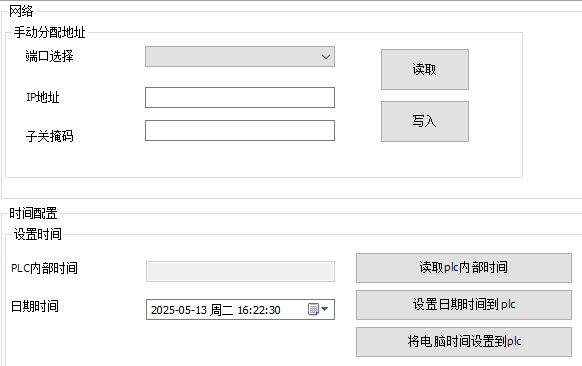 网络
手动分配地址
端口选择
读取
IP地址
写入
子关掩码
时间配置
设置时间
PLC内部时间
读取plc内部时间
日期时间
2025-05-13 周二 16:22:30
设置日期时间到 plc
将电脑时间设置到plc